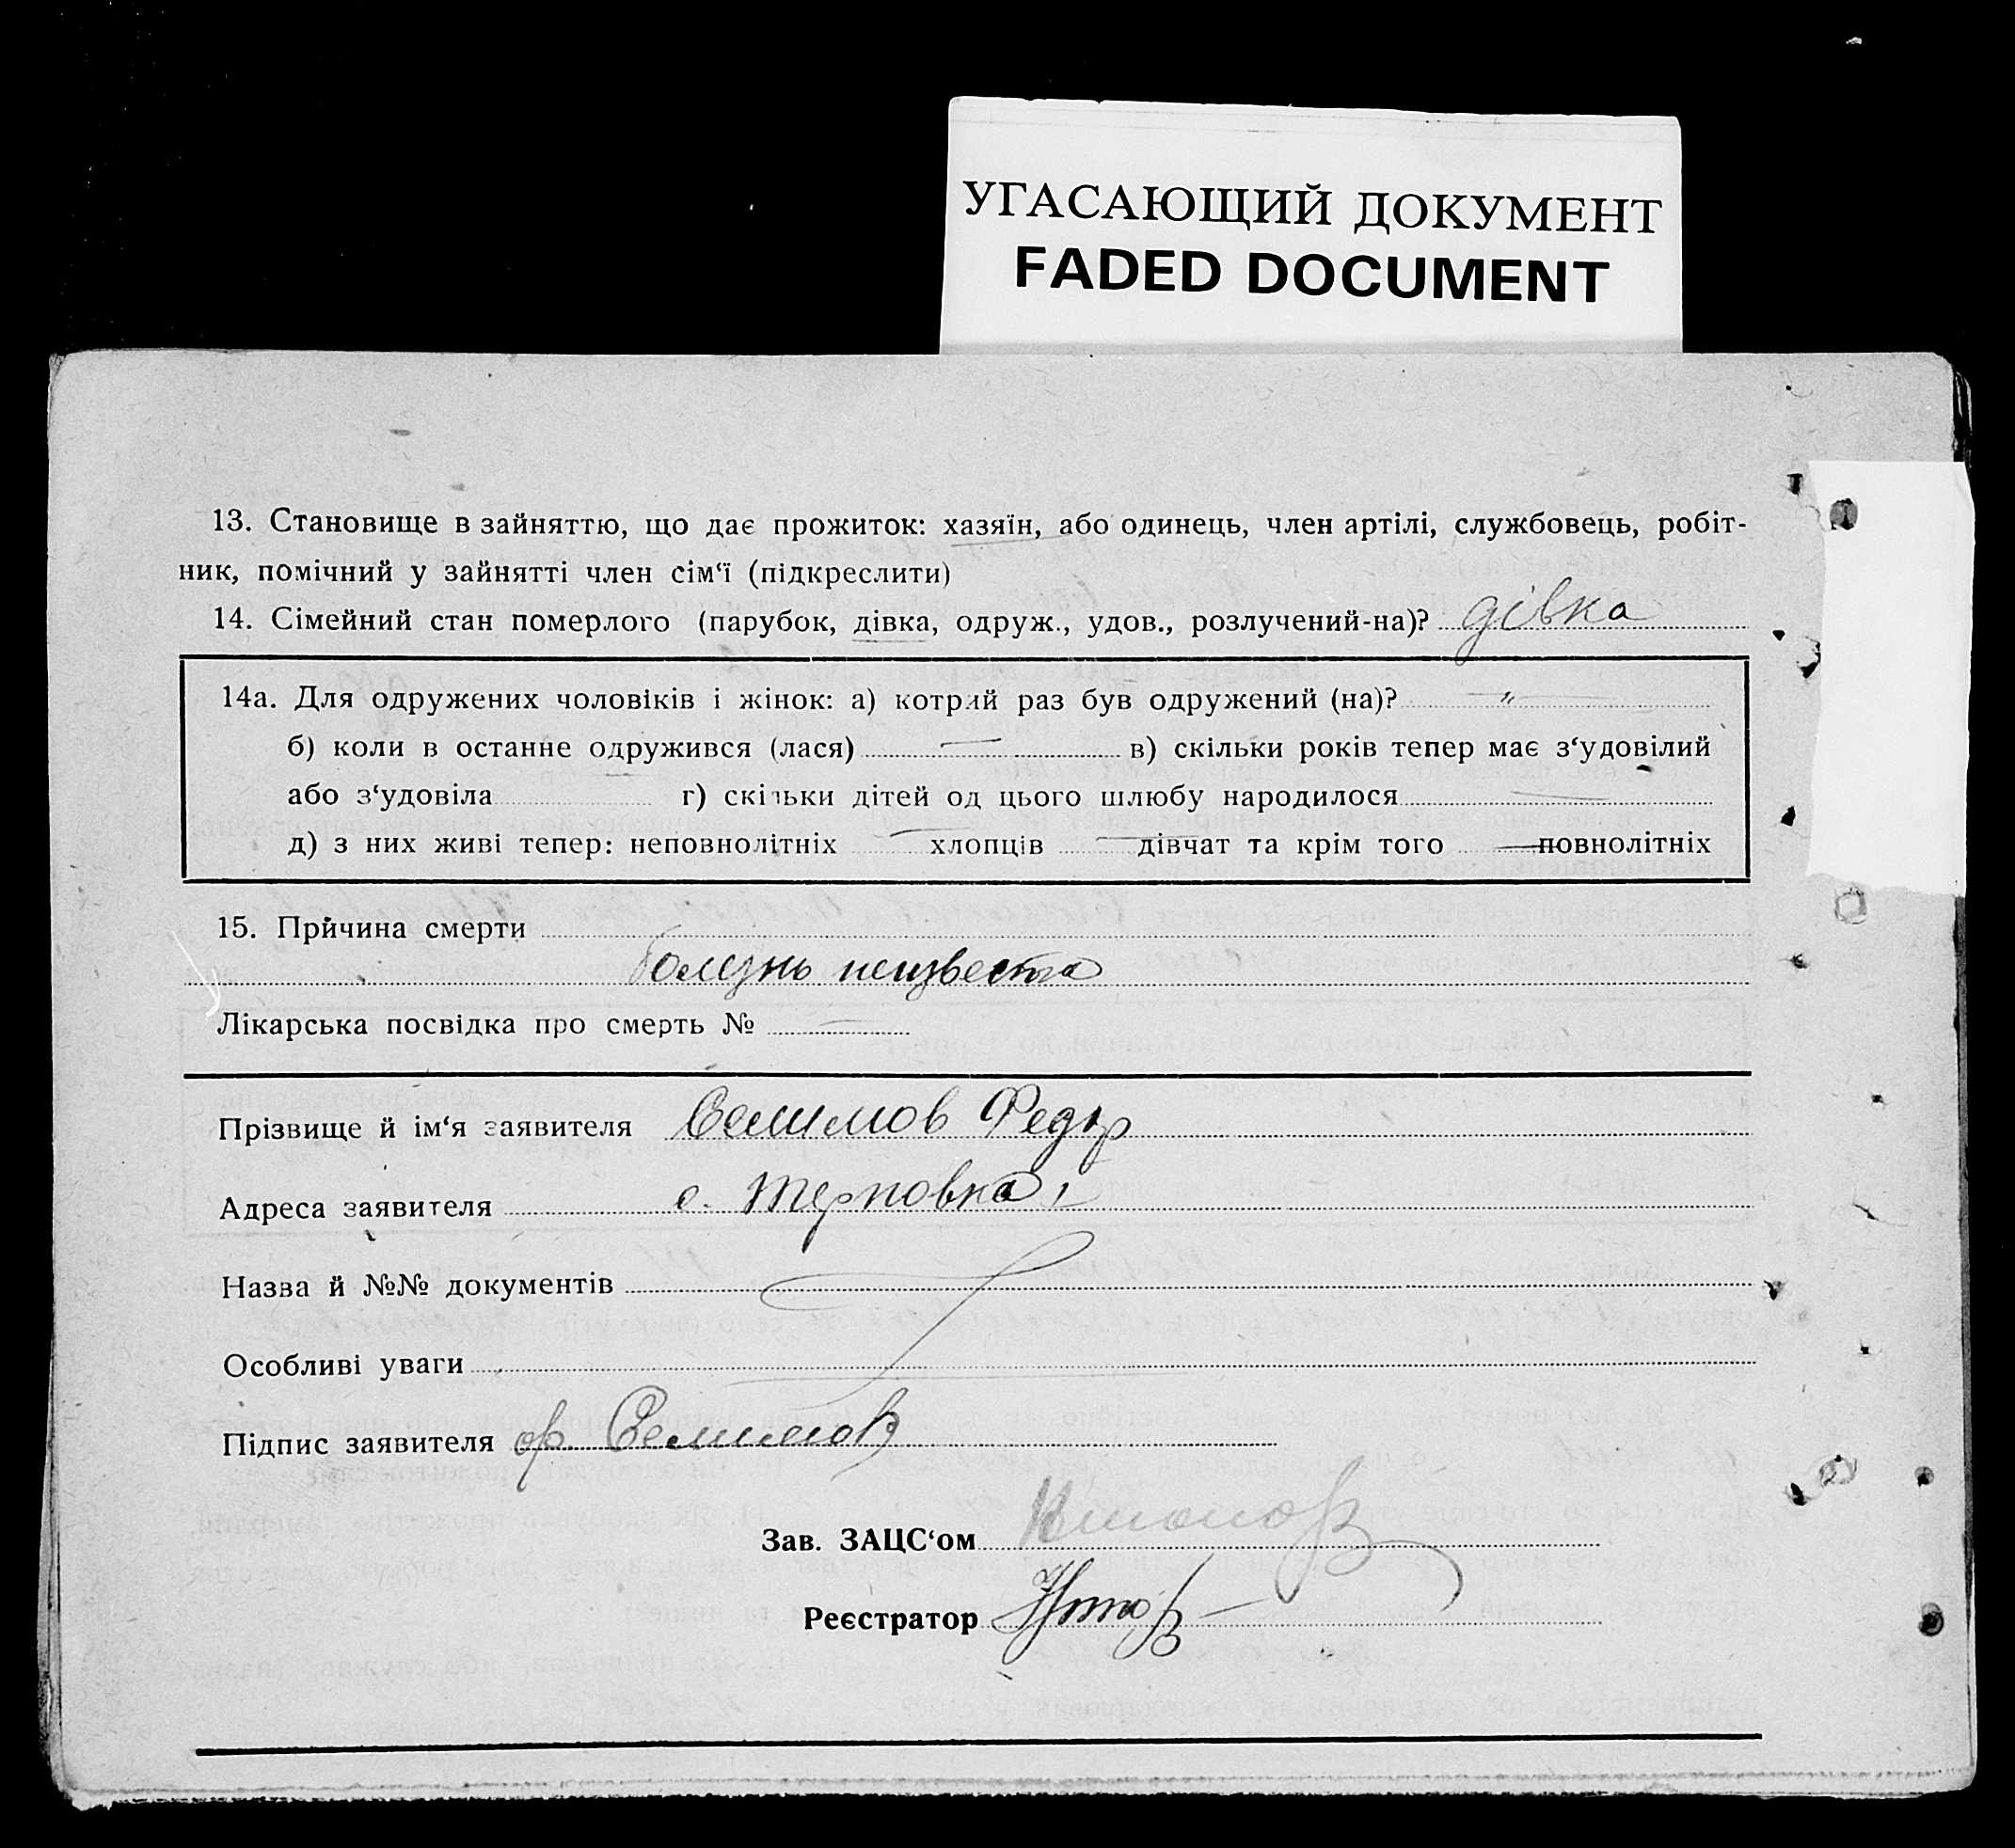 УГАСАЮЩИЙ ДОКУМЕНТ
FADED DOCUMENT
13. Становище в зайняттю, що дає прожиток: хазяїн, або одинець, член артілі, службовець, робіт-
ник, помічний у зайнятті член сім‘ї (підкреслити)
14. Сімейний стан померлого (парубок, дівка, одруж., удов., розлучений-на)? дівка
14а. Для одружених чоловіків і жінок: а) котрий раз був одружений (на)? „
б) коли в останне одружився (лася) — в) скільки років тепер має з‘удовілий
або з‘удовіла г) скільки дітей од цього шлюбу народилося —
д) з них живі тепер: неповнолітніх — хлопців — дівчат та крім того — повнолітніх
15. Причина смерти
болезнь неизвестна
Лікарська посвідка про смерть № —
Прізвище й ім‘я заявителя Селимов Федор
Адреса заявителя с. Терновка
Назва й №№ документів
Особливі уваги
Підпис заявителя Ф. Селимов
Зав. ЗАЦС‘ом
Реєстратор